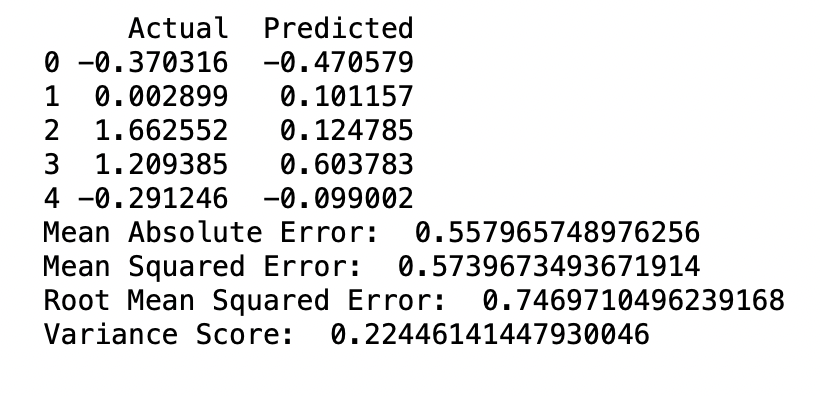 Actual Predicted
0 -0.370316 -0.470579
1 0.002899 0.101157
2 1.662552 0.124785
3 1.209385 0.603783
4 -0.291246 -0.099002
Mean Absolute Error: 0.557965748976256
Mean Squared Error: 0.5739673493671914
Root Mean Squared Error: 0.7469710496239168
Variance Score: 0.22446141447930046